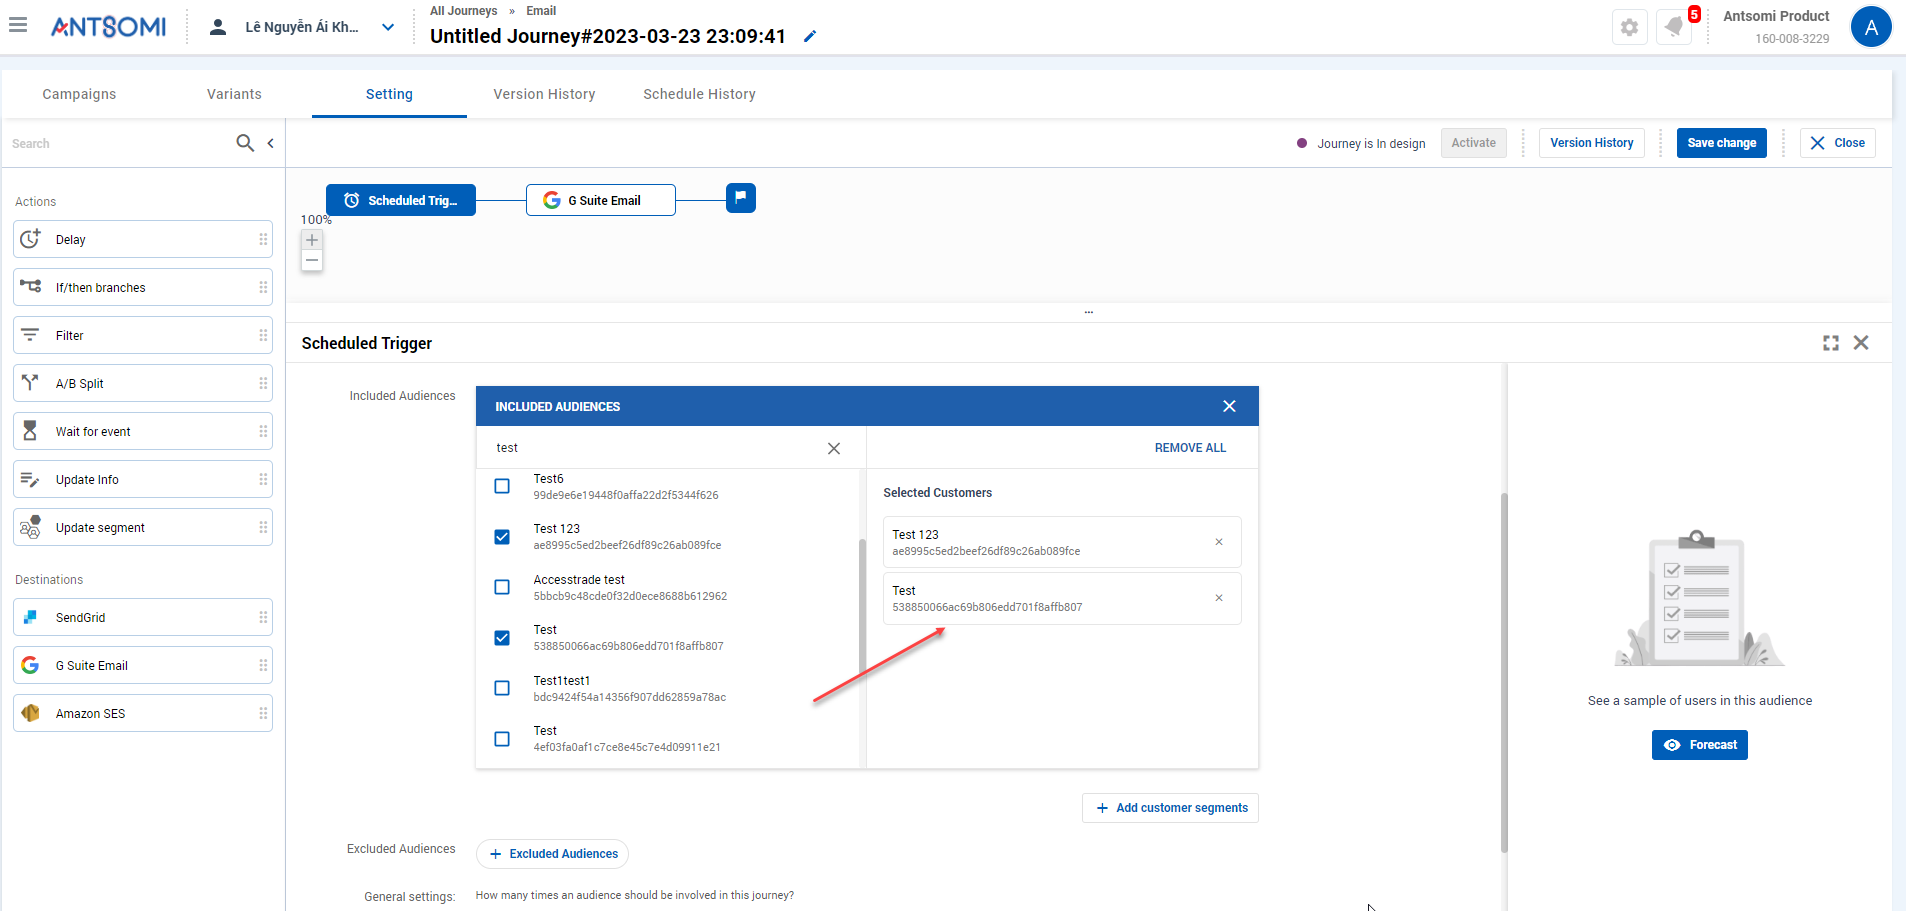 ANTSOMI
Lê Nguyễn Ái Kh...
All Journeys » Email
Untitled Journey#2023-03-23 23:09:41
5
Antsomi Product
160-008-3229
A
Campaigns
Variants
Setting
Version History
Schedule History
Search
Journey is In design
Activate
Version History
Save change
Close
Actions
Delay
If/then branches
Filter
A/B Split
Wait for event
Update Info
Update segment
Destinations
SendGrid
G Suite Email
Amazon SES
Scheduled Trig...
G Suite Email
100%
...
Scheduled Trigger
Included Audiences
INCLUDED AUDIENCES
test
REMOVE ALL
Test6
99de9e6e19448f0affa22d2f5344f626
Test 123
ae8995c5ed2beef26df89c26ab089fce
Accesstrade test
5bbcb9c48cde0f32d0ece8688b612962
Test
538850066ac69b806edd701f8affb807
Test1test1
bdc9424f54a14356f907dd62859a78ac
Test
4ef03fa0af1c7ce8e45c7e4d09911e21
Selected Customers
Test 123
ae8995c5ed2beef26df89c26ab089fce
Test
538850066ac69b806edd701f8affb807
Add customer segments
Excluded Audiences
Excluded Audiences
General settings:
How many times an audience should be involved in this journey?
See a sample of users in this audience
Forecast